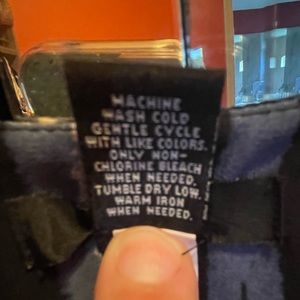 MACHINE
WASH COLD
GENTLE CYCLE
WITH LIKE COLORS.
ONLY NON-
CHLORINE BLEACH
WHEN NEEDED.
TUMBLE DRY LOW.
WARM IRON
WHEN NEEDED.